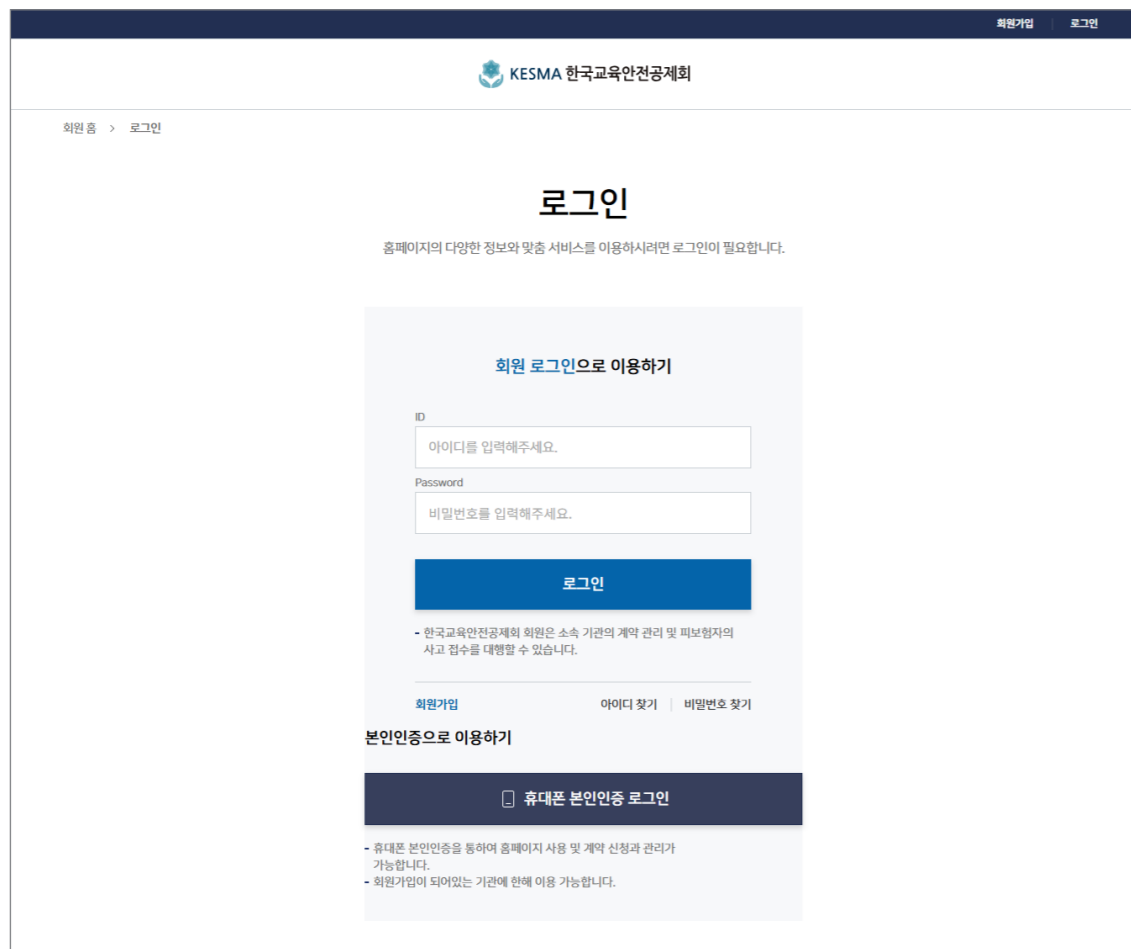 회원가입 로그인
KESMA 한국교육안전공제회
회원 홈 > 로그인
로그인
홈페이지의 다양한 정보와 맞춤 서비스를 이용하시려면 로그인이 필요합니다.
회원 로그인으로 이용하기
ID
아이디를 입력해주세요.
Password
비밀번호를 입력해주세요.
로그인
- 한국교육안전공제회 회원은 소속 기관의 계약 관리 및 피보험자의
사고 접수를 대행할 수 있습니다.
회원가입 아이디 찾기 | 비밀번호 찾기
본인인증으로 이용하기
휴대폰 본인인증 로그인
- 휴대폰 본인인증을 통하여 홈페이지 사용 및 계약 신청과 관리가
가능합니다.
- 회원가입이 되어있는 기관에 한해 이용 가능합니다.